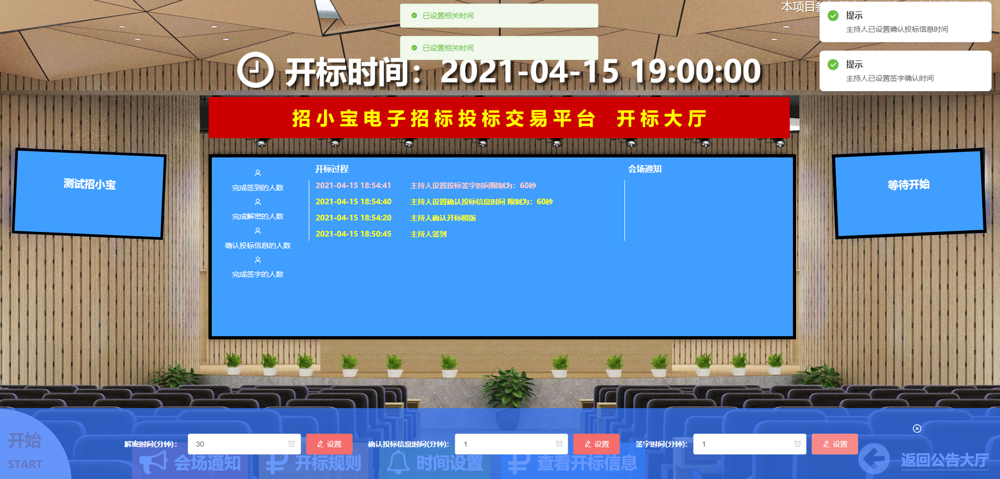 本项目参
已设置相关时间
已设置相关时间
提示
主持人已设置确认投标信息时间
提示
主持人已设置签字确认时间
开标时间：2021-04-15 19:00:00
招小宝电子招标投标交易平台 开标大厅
测试招小宝
完成签到的人数
完成解密的人数
确认投标信息的人数
完成签字的人数
开标过程
2021-04-15 18:54:41 主持人设置投标签字时间限制为：60秒
2021-04-15 18:54:40 主持人设置确认投标信息时间 限制为：60秒
2021-04-15 18:54:20 主持人确认开标模版
2021-04-15 18:50:45 主持人签到
会场通知
等待开始
解密时间(分钟)： 30 设置 确认投标信息时间(分钟)： 1 设置 签字时间(分钟)： 1 设置
开始
START
会场通知 开标规则 时间设置 查看开标信息 返回公告大厅